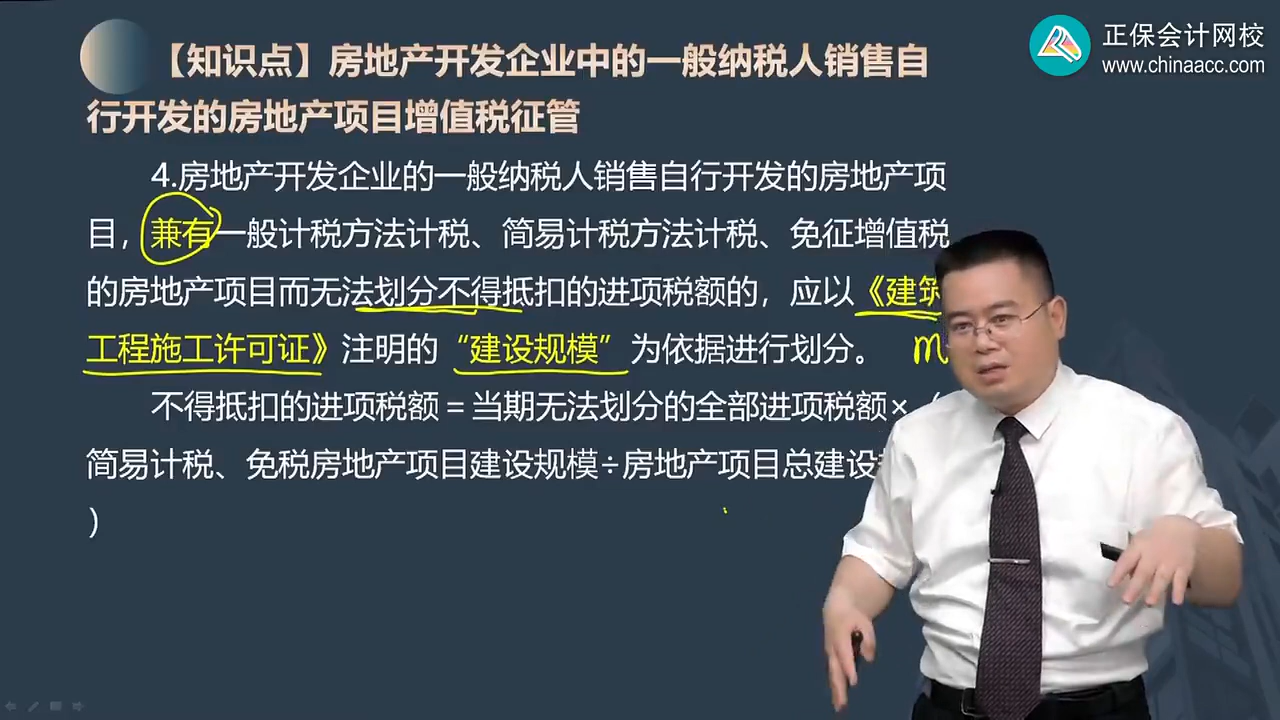 正保会计网校
www.chinaacc.com
【知识点】房地产开发企业中的一般纳税人销售自
行开发的房地产项目增值税征管
4.房地产开发企业的一般纳税人销售自行开发的房地产项
目，兼有一般计税方法计税、简易计税方法计税、免征增值税
的房地产项目而无法划分不得抵扣的进项税额的，应以《建筑
工程施工许可证》注明的“建设规模”为依据进行划分。 m
不得抵扣的进项税额＝当期无法划分的全部进项税额×（
简易计税、免税房地产项目建设规模÷房地产项目总建设
）